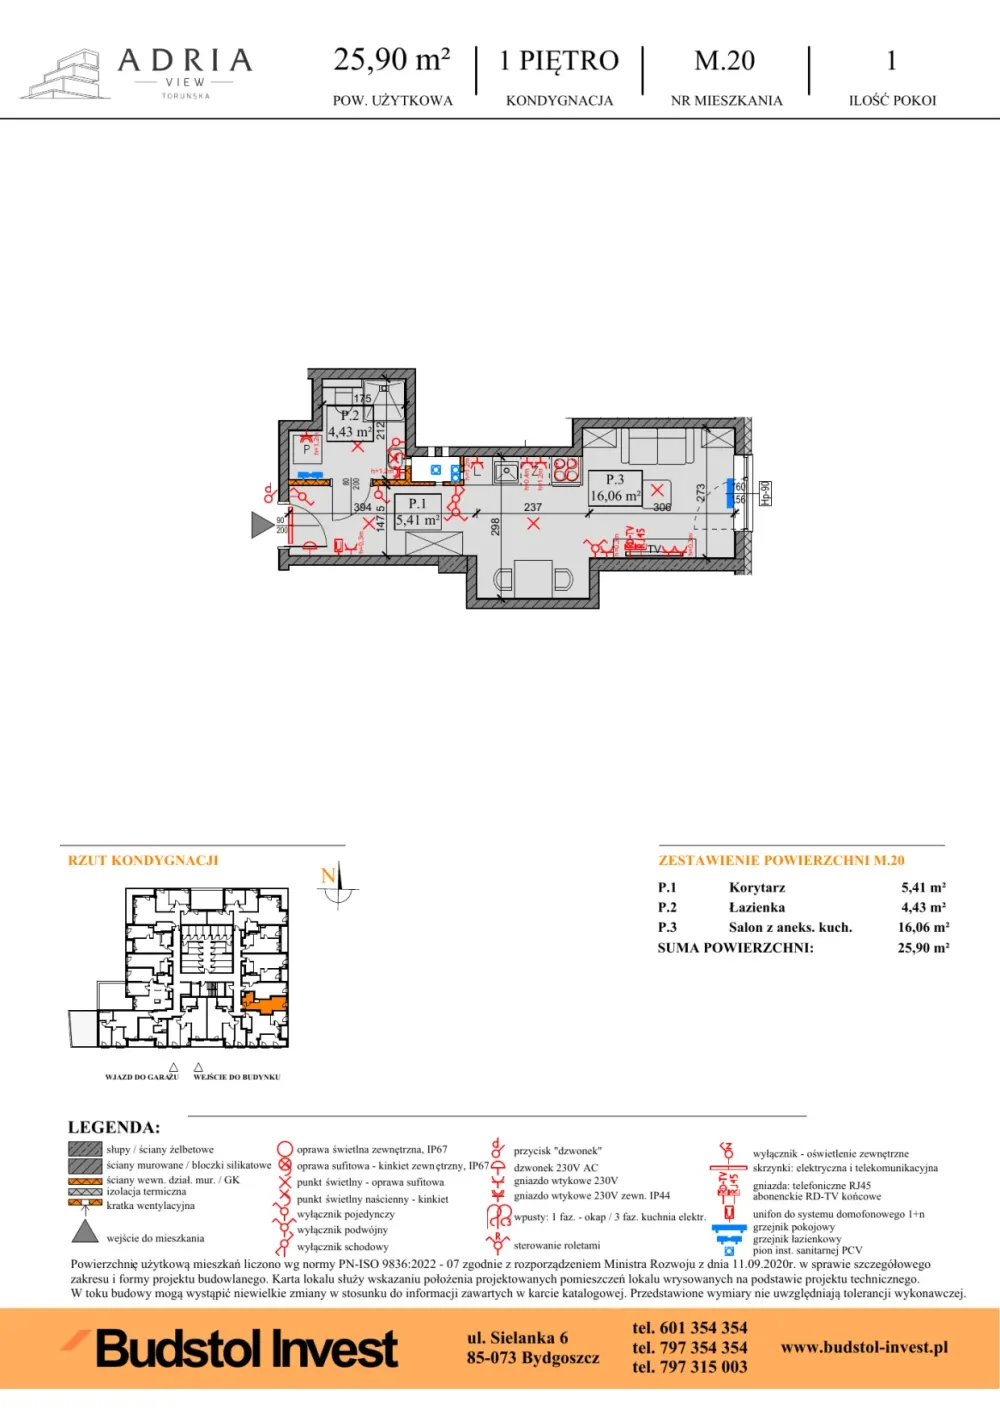 ADRIA
VIEW
TORUŃSKA
25,90 m²
POW. UŻYTKOWA
1 PIĘTRO
KONDYGNACJA
M.20
NR MIESZKANIA
1
ILOŚĆ POKOI
175
P.2
4,43 m²
212
P
80
200
394
147.5
P.1
5,41 m²
90
200
298
237
P.3
16,06 m²
306
273
160
156
Hp-90
RD-TV
RJ45
TV
RZUT KONDYGNACJI
N
WJAZD DO GARAŻU
WEJŚCIE DO BUDYNKU
ZESTAWIENIE POWIERZCHNI M.20
P.1 Korytarz 5,41 m²
P.2 Łazienka 4,43 m²
P.3 Salon z aneks. kuch. 16,06 m²
SUMA POWIERZCHNI: 25,90 m²
LEGENDA:
słupy / ściany żelbetowe
ściany murowane / bloczki silikatowe
ściany wewn. dział. mur. / GK
izolacja termiczna
kratka wentylacyjna
wejście do mieszkania
oprawa świetlna zewnętrzna, IP67
oprawa sufitowa - kinkiet zewnętrzny, IP67
punkt świetlny - oprawa sufitowa
punkt świetlny naścienny - kinkiet
wyłącznik pojedynczy
wyłącznik podwójny
wyłącznik schodowy
przycisk "dzwonek"
dzwonek 230V AC
gniazdo wtykowe 230V
gniazdo wtykowe 230V zewn. IP44
wpusty: 1 faz. - okap / 3 faz. kuchnia elektr.
R
sterowanie roletami
wyłącznik - oświetlenie zewnętrzne
skrzynki: elektryczna i telekomunikacyjna
RD-TV
RJ45
gniazda: telefoniczne RJ45
abonenckie RD-TV końcowe
unifon do systemu domofonowego 1+n
grzejnik pokojowy
grzejnik łazienkowy
pion inst. sanitarnej PCV
Powierzchnię użytkową mieszkań liczono wg normy PN-ISO 9836:2022 - 07 zgodnie z rozporządzeniem Ministra Rozwoju z dnia 11.09.2020r. w sprawie szczegółowego
zakresu i formy projektu budowlanego. Karta lokalu służy wskazaniu położenia projektowanych pomieszczeń lokalu wrysowanych na podstawie projektu technicznego.
W toku budowy mogą wystąpić niewielkie zmiany w stosunku do informacji zawartych w karcie katalogowej. Przedstawione wymiary nie uwzględniają tolerancji wykonawczej.
Budstol Invest
ul. Sielanka 6
85-073 Bydgoszcz
tel. 601 354 354
tel. 797 354 354
tel. 797 315 003
www.budstol-invest.pl